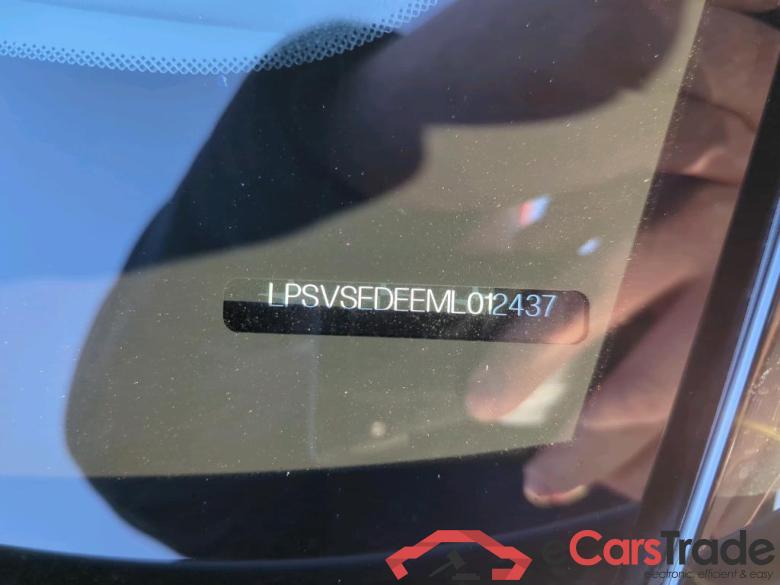 LPSVSEDEEML012437
eCarsTrade
electronic, efficient & easy